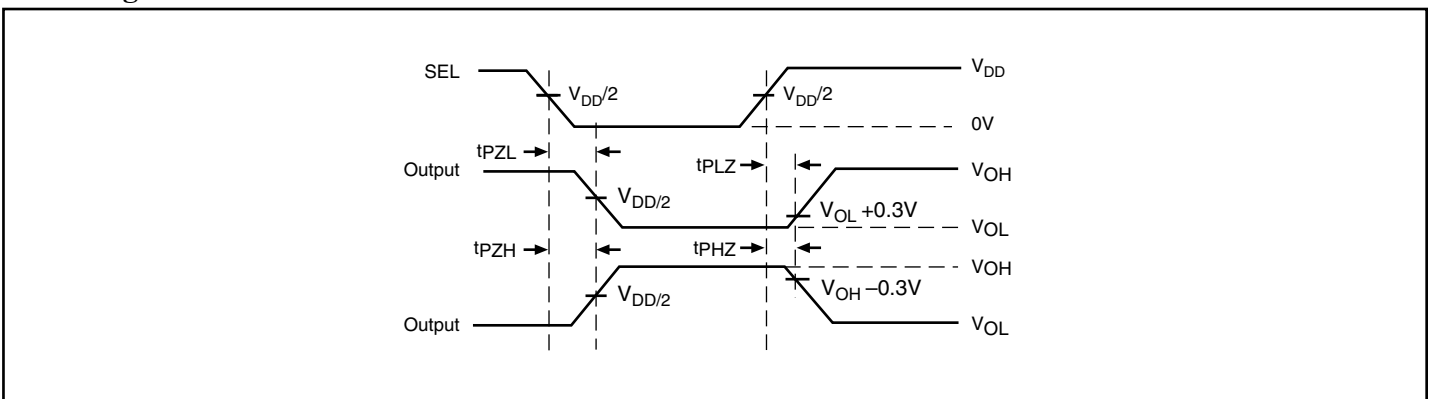 SEL
V_DD/2
V_DD/2
V_DD
0V
tPZL
Output
V_DD/2
tPLZ
V_OL +0.3V
V_OH
V_OL
tPZH
Output
V_DD/2
tPHZ
V_OH –0.3V
V_OH
V_OL